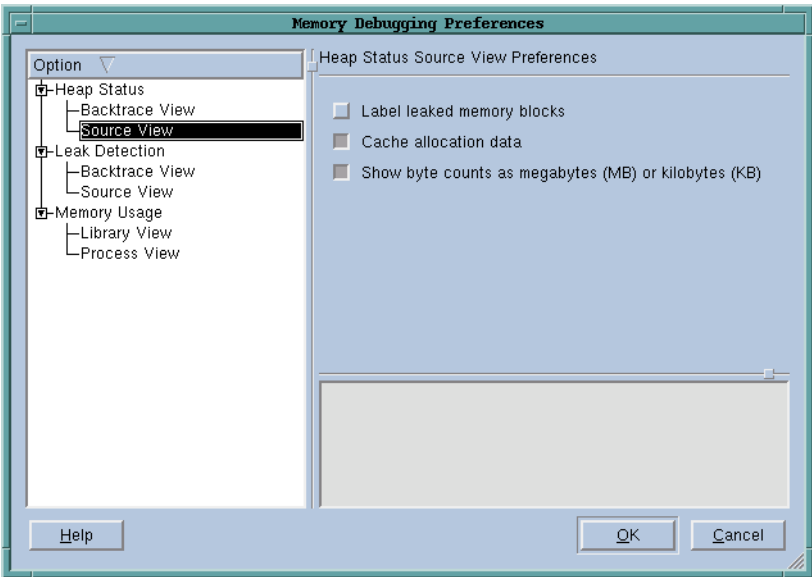 Memory Debugging Preferences
Option
Heap Status Source View Preferences
Heap Status
Backtrace View
Source View
Leak Detection
Backtrace View
Source View
Memory Usage
Library View
Process View
Label leaked memory blocks
Cache allocation data
Show byte counts as megabytes (MB) or kilobytes (KB)
Help
OK
Cancel